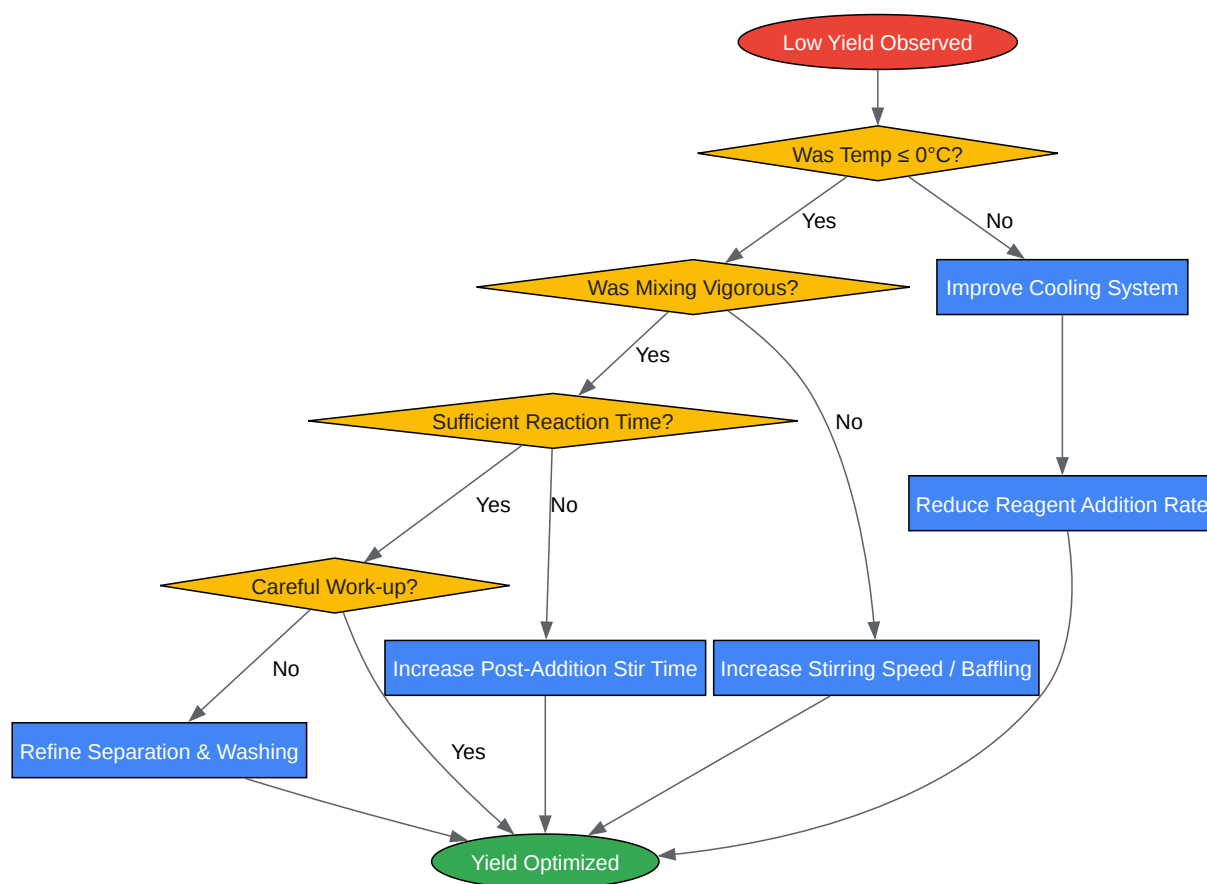 Low Yield Observed
Was Temp ≤ 0°C?
Yes
No
Was Mixing Vigorous?
Improve Cooling System
Yes
No
Sufficient Reaction Time?
Yes
No
Reduce Reagent Addition Rate
Careful Work-up?
No
Increase Post-Addition Stir Time
Increase Stirring Speed / Baffling
Yes
Refine Separation & Washing
Yield Optimized